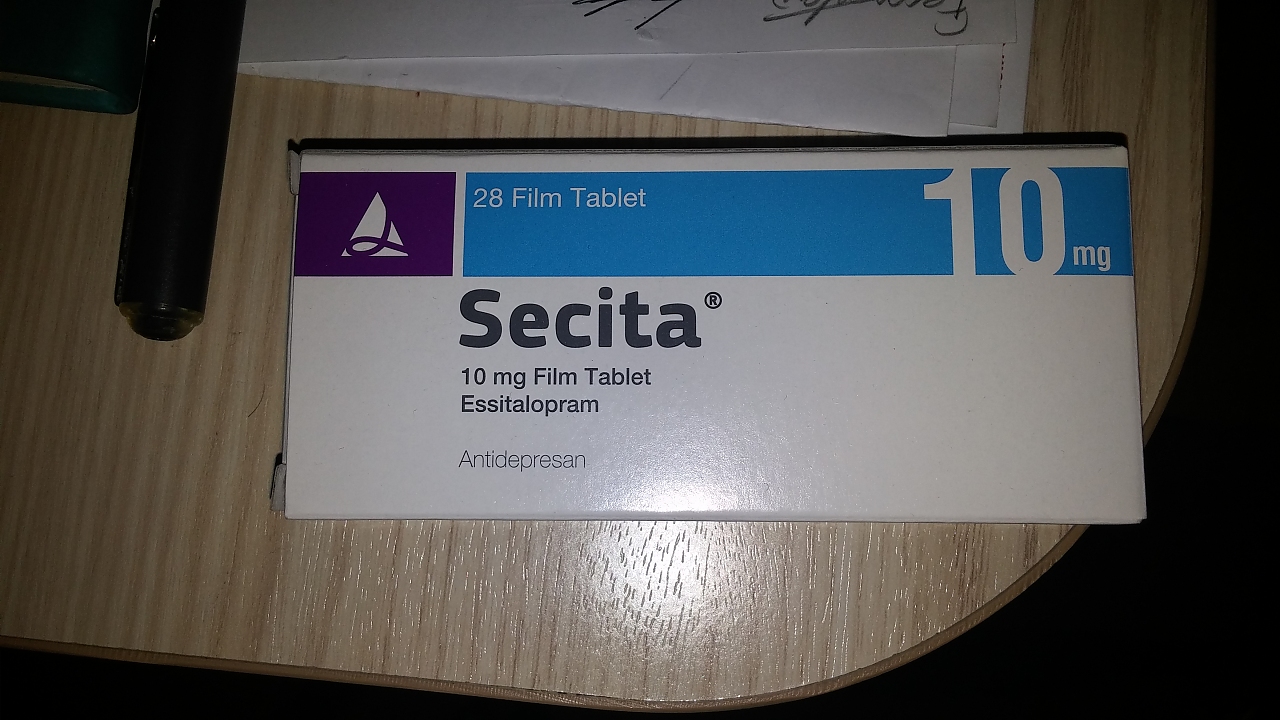 28 Film Tablet
10 mg
Secita®
10 mg Film Tablet
Essitalopram
Antidepresan